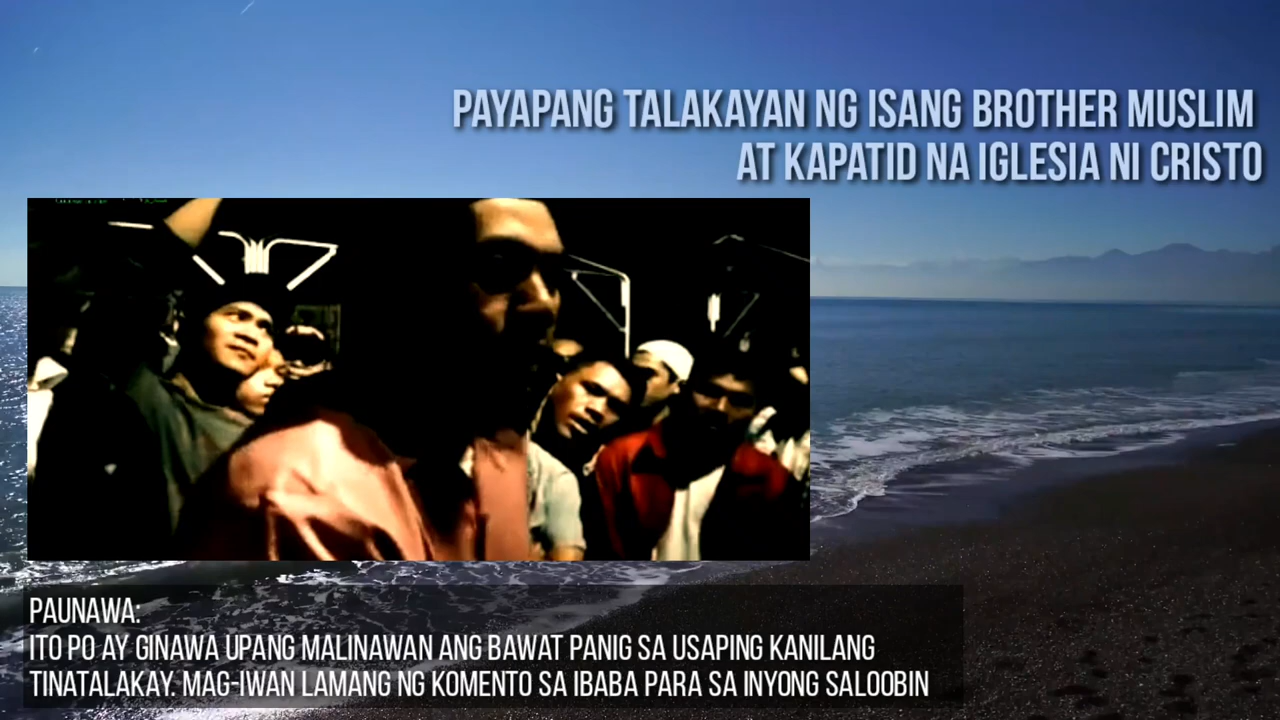 PAYAPANG TALAKAYAN NG ISANG BROTHER MUSLIM
AT KAPATID NA IGLESIA NI CRISTO
PAUNAWA:
ITO PO AY GINAWA UPANG MALINAWAN ANG BAWAT PANIG SA USAPING KANILANG
TINATALAKAY. MAG-IWAN LAMANG NG KOMENTO SA IBABA PARA SA INYONG SALOOBIN